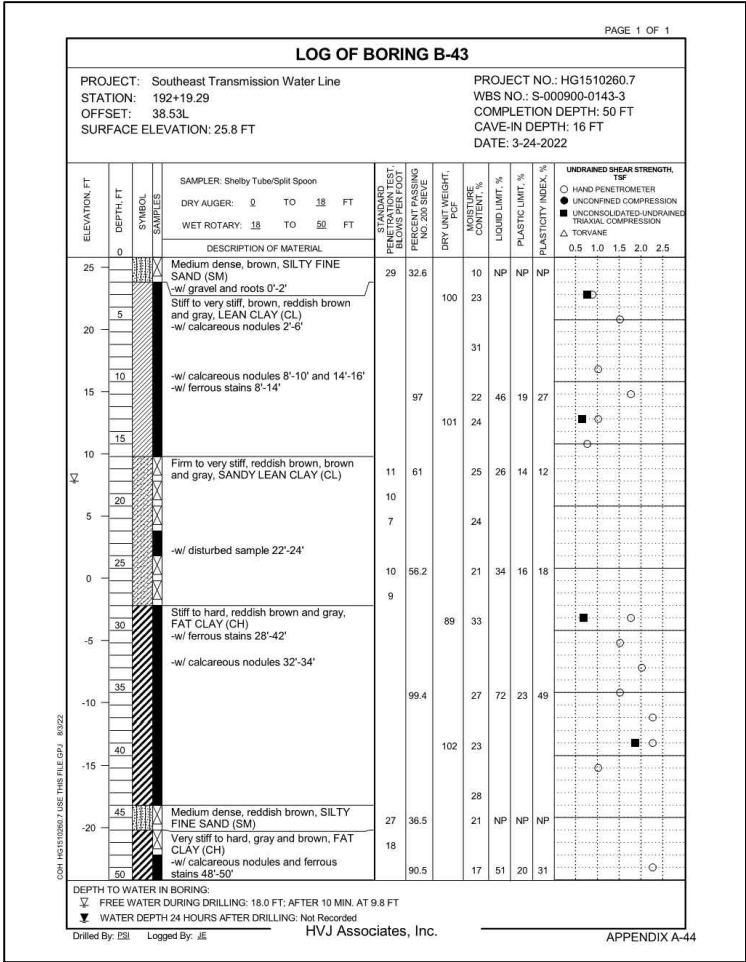 PAGE 1 OF 1
LOG OF BORING B-43
PROJECT: Southeast Transmission Water Line
STATION: 192+19.29
OFFSET: 38.53L
SURFACE ELEVATION: 25.8 FT
PROJECT NO.: HG1510260.7
WBS NO.: S-000900-0143-3
COMPLETION DEPTH: 50 FT
CAVE-IN DEPTH: 16 FT
DATE: 3-24-2022
ELEVATION, FT
DEPTH, FT
SYMBOL
SAMPLES
SAMPLER: Shelby Tube/Split Spoon
DRY AUGER: 0 TO 18 FT
WET ROTARY: 18 TO 50 FT
DESCRIPTION OF MATERIAL
STANDARD PENETRATION TEST, BLOWS PER FOOT
PERCENT PASSING NO. 200 SIEVE
DRY UNIT WEIGHT, PCF
MOISTURE CONTENT, %
LIQUID LIMIT, %
PLASTIC LIMIT, %
PLASTICITY INDEX, %
UNDRAINED SHEAR STRENGTH, TSF
HAND PENETROMETER
UNCONFINED COMPRESSION
UNCONSOLIDATED-UNDRAINED TRIAXIAL COMPRESSION
TORVANE
0.5 1.0 1.5 2.0 2.5
0
25
Medium dense, brown, SILTY FINE
SAND (SM)
-w/ gravel and roots 0'-2'
29 32.6 10 NP NP NP
Stiff to very stiff, brown, reddish brown
and gray, LEAN CLAY (CL)
-w/ calcareous nodules 2'-6'
100 23
5
20
31
10
-w/ calcareous nodules 8'-10' and 14'-16'
-w/ ferrous stains 8'-14'
15
97 22 46 19 27
101 24
15
10
Firm to very stiff, reddish brown, brown
and gray, SANDY LEAN CLAY (CL)
11 61 25 26 14 12
20
10
5
7 24
-w/ disturbed sample 22'-24'
25
0
10 56.2 21 34 16 18
9
Stiff to hard, reddish brown and gray,
FAT CLAY (CH)
-w/ ferrous stains 28'-42'
30
89 33
-5
-w/ calcareous nodules 32'-34'
35
-10
99.4 27 72 23 49
40
102 23
-15
28
45
Medium dense, reddish brown, SILTY
FINE SAND (SM)
27 36.5 21 NP NP NP
-20
Very stiff to hard, gray and brown, FAT
CLAY (CH)
-w/ calcareous nodules and ferrous
stains 48'-50'
18
50
90.5 17 51 20 31
COH HG1510260.7 USE THIS FILE.GPJ 8/3/22
DEPTH TO WATER IN BORING:
FREE WATER DURING DRILLING: 18.0 FT; AFTER 10 MIN. AT 9.8 FT
WATER DEPTH 24 HOURS AFTER DRILLING: Not Recorded
Drilled By: PSI Logged By: JE
HVJ Associates, Inc.
APPENDIX A-44